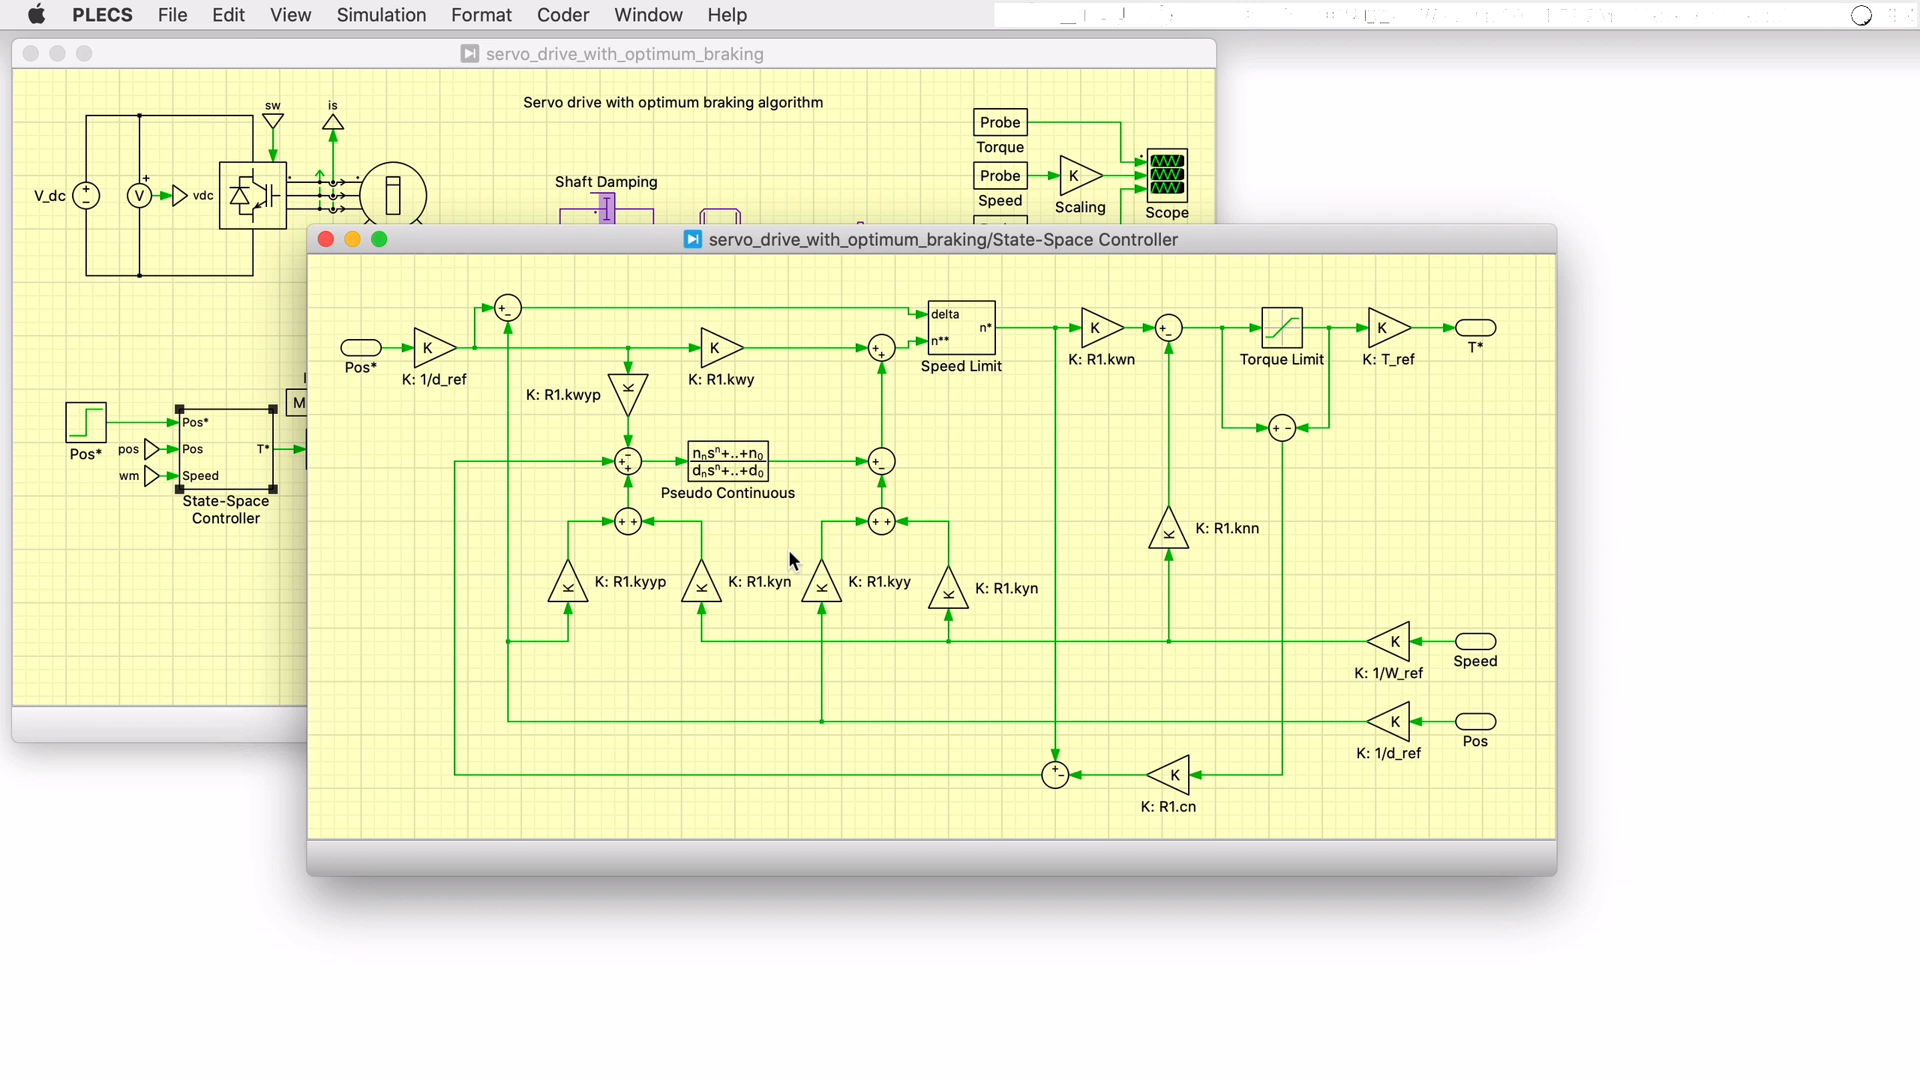 PLECS File Edit View Simulation Format Coder Window Help
servo_drive_with_optimum_braking
Servo drive with optimum braking algorithm
sw
is
V_dc
V
vdc
Shaft Damping
Probe
Torque
Probe
Speed
K
Scaling
Scope
Pos*
pos
wm
Pos*
Pos
Speed
T*
State-Space
Controller
M
servo_drive_with_optimum_braking/State-Space Controller
Pos*
K
K: 1/d_ref
K: R1.kwyp
K
K
K: R1.kwy
delta
n**
n*
Speed Limit
K
K: R1.kwn
Torque Limit
K
K: T_ref
T*
nₙsⁿ+..+n₀
dₙsⁿ+..+d₀
Pseudo Continuous
K
K: R1.kyyp
K
K: R1.kyn
K
K: R1.kyy
K
K: R1.kyn
K
K: R1.knn
K
K: 1/W_ref
Speed
K
K: 1/d_ref
Pos
K
K: R1.cn